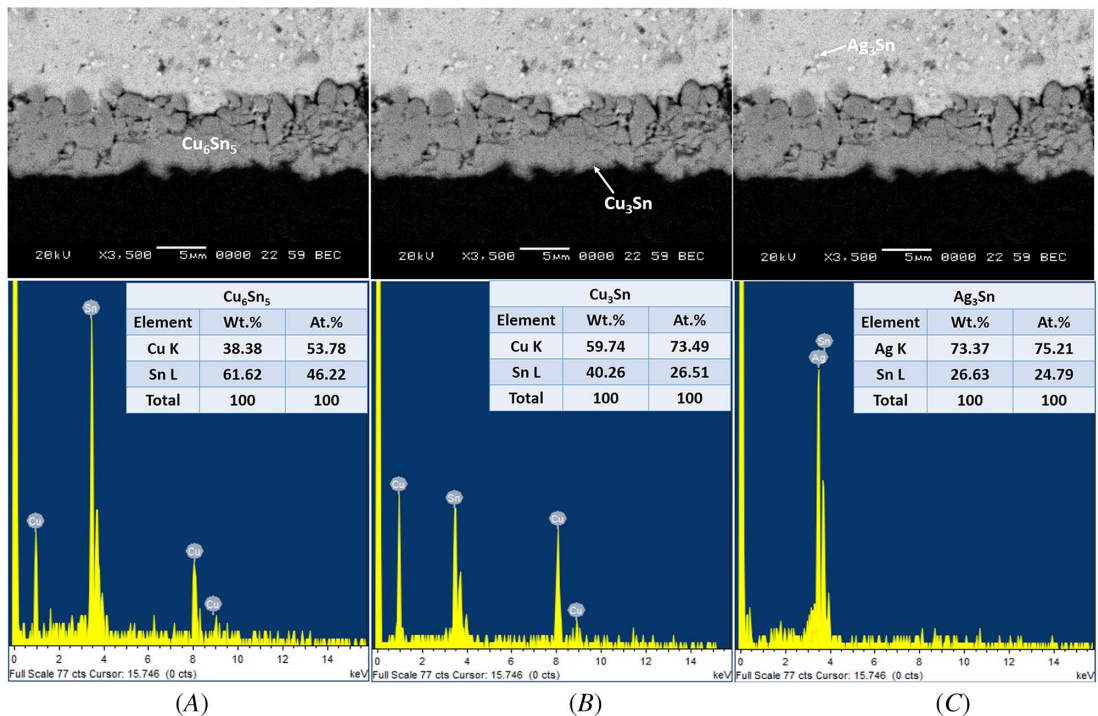 Cu6Sn5
20kV X3,500 5µm 0000 22 59 BEC
Cu3Sn
20kV X3,500 5µm 0000 22 59 BEC
Ag3Sn
20kV X3,500 5µm 0000 22 59 BEC
Cu6Sn5
Element Wt.% At.%
Cu K 38.38 53.78
Sn L 61.62 46.22
Total 100 100
Sn
Cu
Cu
Cu
0 2 4 6 8 10 12 14
Full Scale 77 cts Cursor: 15.746 (0 cts) keV
Cu3Sn
Element Wt.% At.%
Cu K 59.74 73.49
Sn L 40.26 26.51
Total 100 100
Cu
Sn
Cu
Cu
0 2 4 6 8 10 12 14
Full Scale 77 cts Cursor: 15.746 (0 cts) keV
Ag3Sn
Element Wt.% At.%
Ag K 73.37 75.21
Sn L 26.63 24.79
Total 100 100
Sn
Ag
0 2 4 6 8 10 12 14
Full Scale 77 cts Cursor: 15.746 (0 cts) keV
(A) (B) (C)